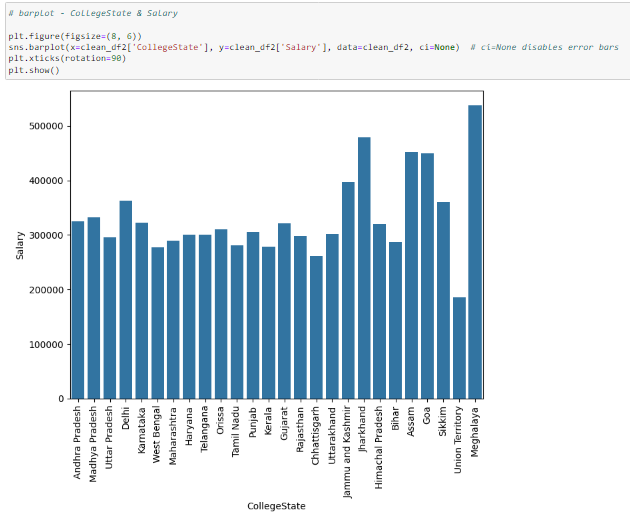 # barplot - CollegeState & Salary
plt.figure(figsize=(8, 6))
sns.barplot(x=clean_df2['CollegeState'], y=clean_df2['Salary'], data=clean_df2, ci=None)  # ci=None disables error bars
plt.xticks(rotation=90)
plt.show()
500000
400000
300000
200000
100000
0
Salary
Andhra Pradesh
Madhya Pradesh
Uttar Pradesh
Delhi
Karnataka
West Bengal
Maharashtra
Haryana
Telangana
Orissa
Tamil Nadu
Punjab
Kerala
Gujarat
Rajasthan
Chhattisgarh
Uttarakhand
Jammu and Kashmir
Jharkhand
Himachal Pradesh
Bihar
Assam
Goa
Sikkim
Union Territory
Meghalaya
CollegeState